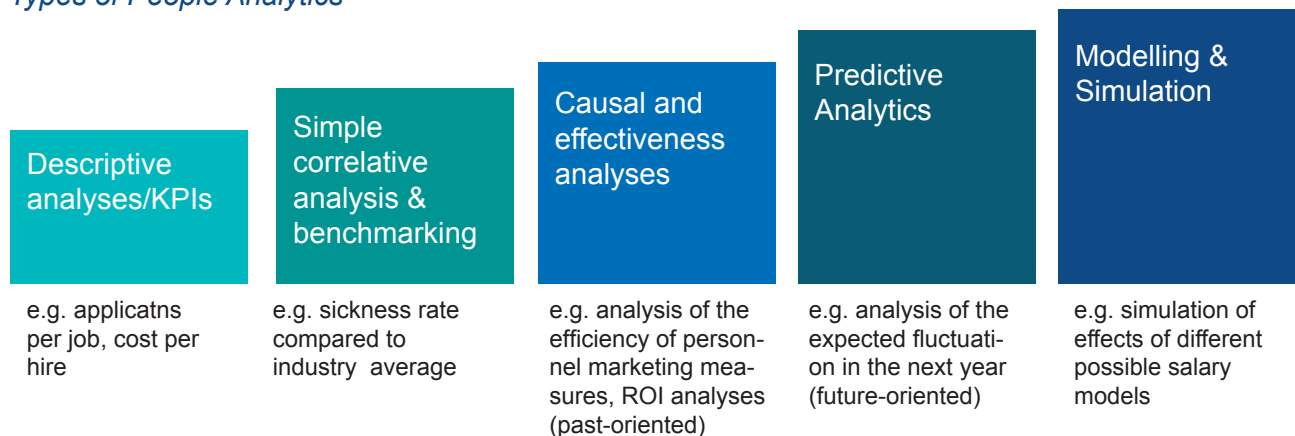 Types of People Analytics
Descriptive
analyses/KPIs
Simple
correlative
analysis &
benchmarking
Causal and
effectiveness
analyses
Predictive
Analytics
Modelling &
Simulation
e.g. applicatns
per job, cost per
hire
e.g. sickness rate
compared to
industry average
e.g. analysis of the
efficiency of person-
nel marketing mea-
sures, ROI analyses
(past-oriented)
e.g. analysis of the
expected fluctuati-
on in the next year
(future-oriented)
e.g. simulation of
effects of different
possible salary
models